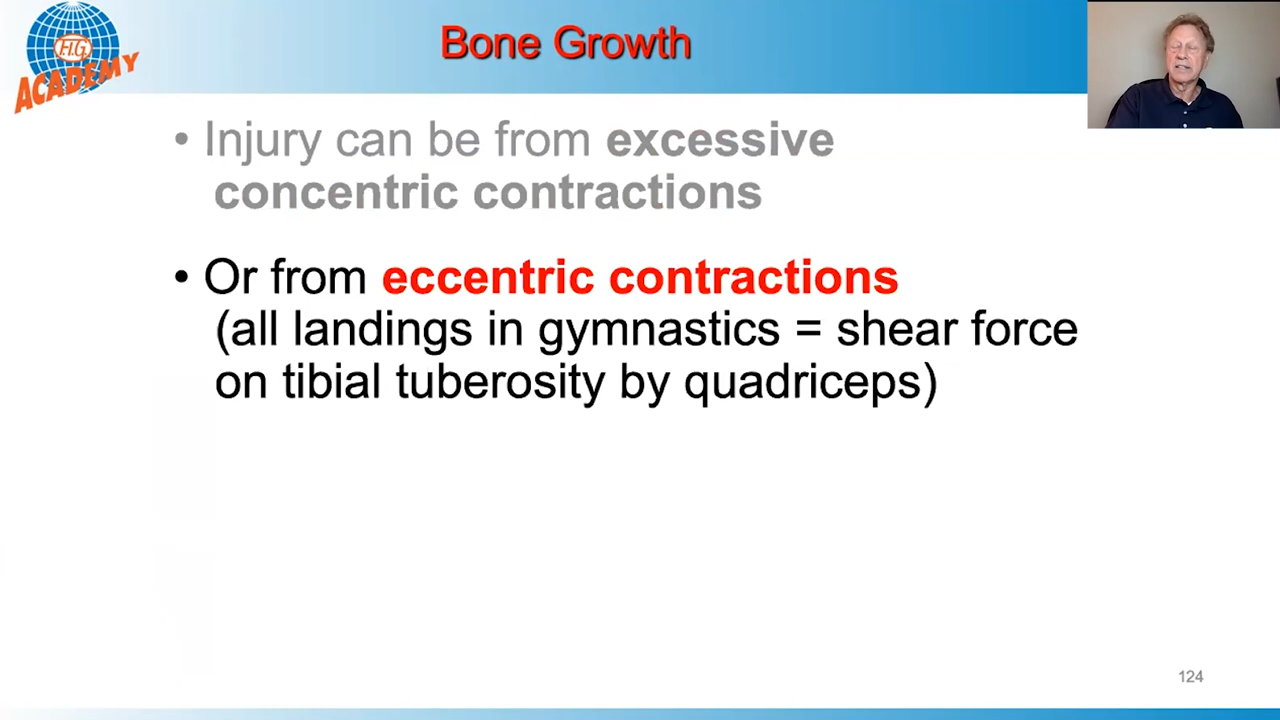 F.I.G.
ACADEMY
Bone Growth
• Injury can be from excessive
concentric contractions
• Or from eccentric contractions
(all landings in gymnastics = shear force
on tibial tuberosity by quadriceps)
124